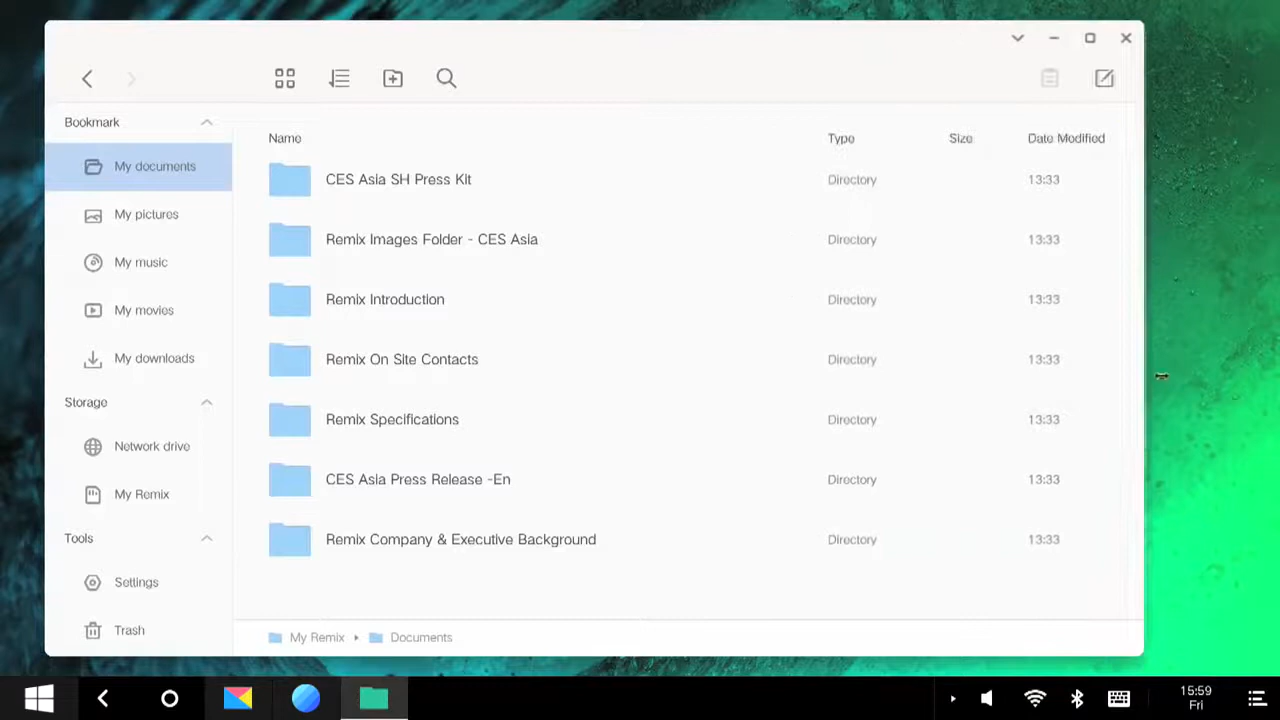 Bookmark
My documents
My pictures
My music
My movies
My downloads
Storage
Network drive
My Remix
Tools
Settings
Trash
Name Type Size Date Modified
CES Asia SH Press Kit Directory 13:33
Remix Images Folder - CES Asia Directory 13:33
Remix Introduction Directory 13:33
Remix On Site Contacts Directory 13:33
Remix Specifications Directory 13:33
CES Asia Press Release -En Directory 13:33
Remix Company & Executive Background Directory 13:33
My Remix Documents
15:59
Fri